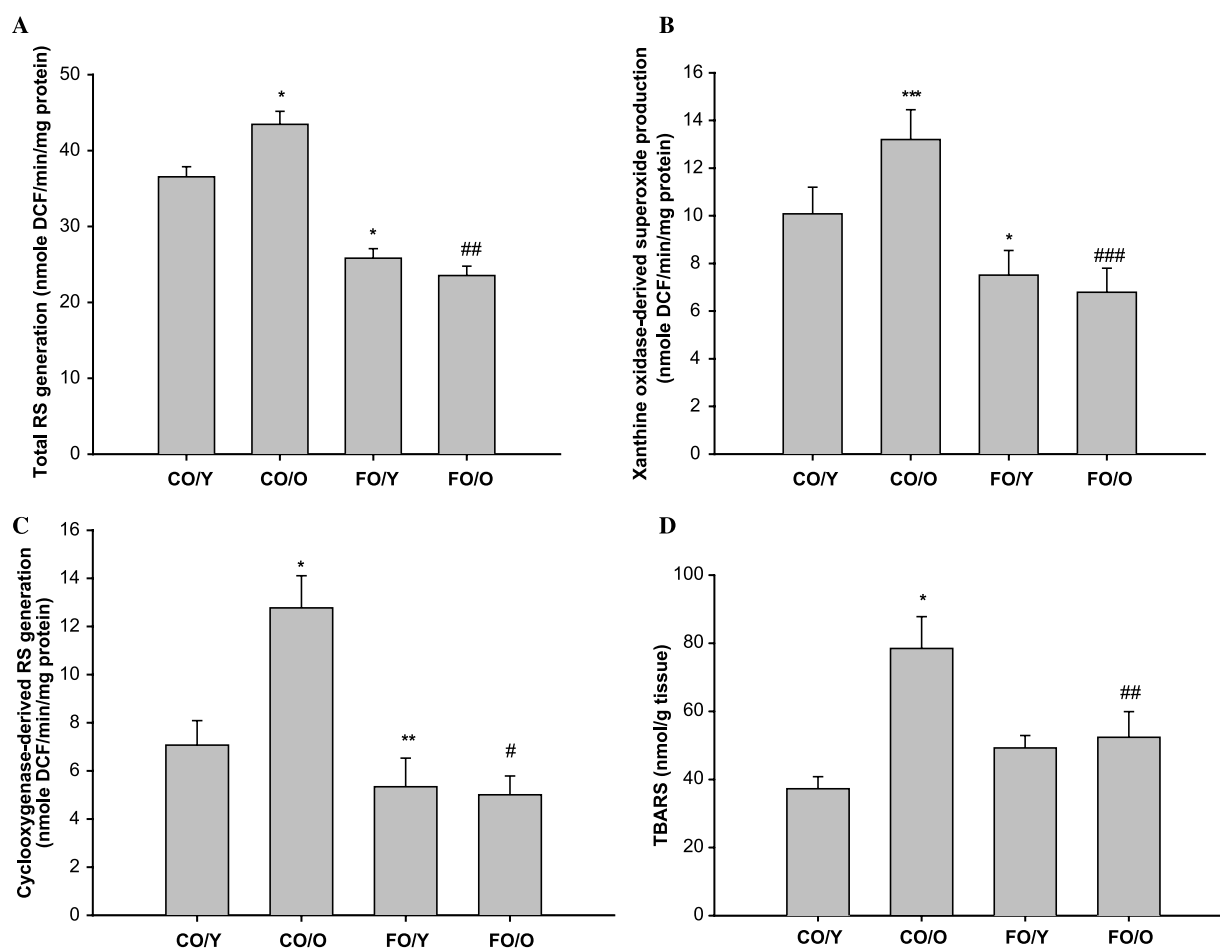 A
Total RS generation (nmole DCF/min/mg protein)
50
40
30
20
10
0
*
*
##
CO/Y CO/O FO/Y FO/O
B
Xanthine oxidase-derived superoxide production
(nmole DCF/min/mg protein)
16
14
12
10
8
6
4
2
0
***
*
###
CO/Y CO/O FO/Y FO/O
C
Cyclooxygenase-derived RS generation
(nmole DCF/min/mg protein)
16
14
12
10
8
6
4
2
0
*
**
#
CO/Y CO/O FO/Y FO/O
D
TBARS (nmol/g tissue)
100
80
60
40
20
0
*
##
CO/Y CO/O FO/Y FO/O